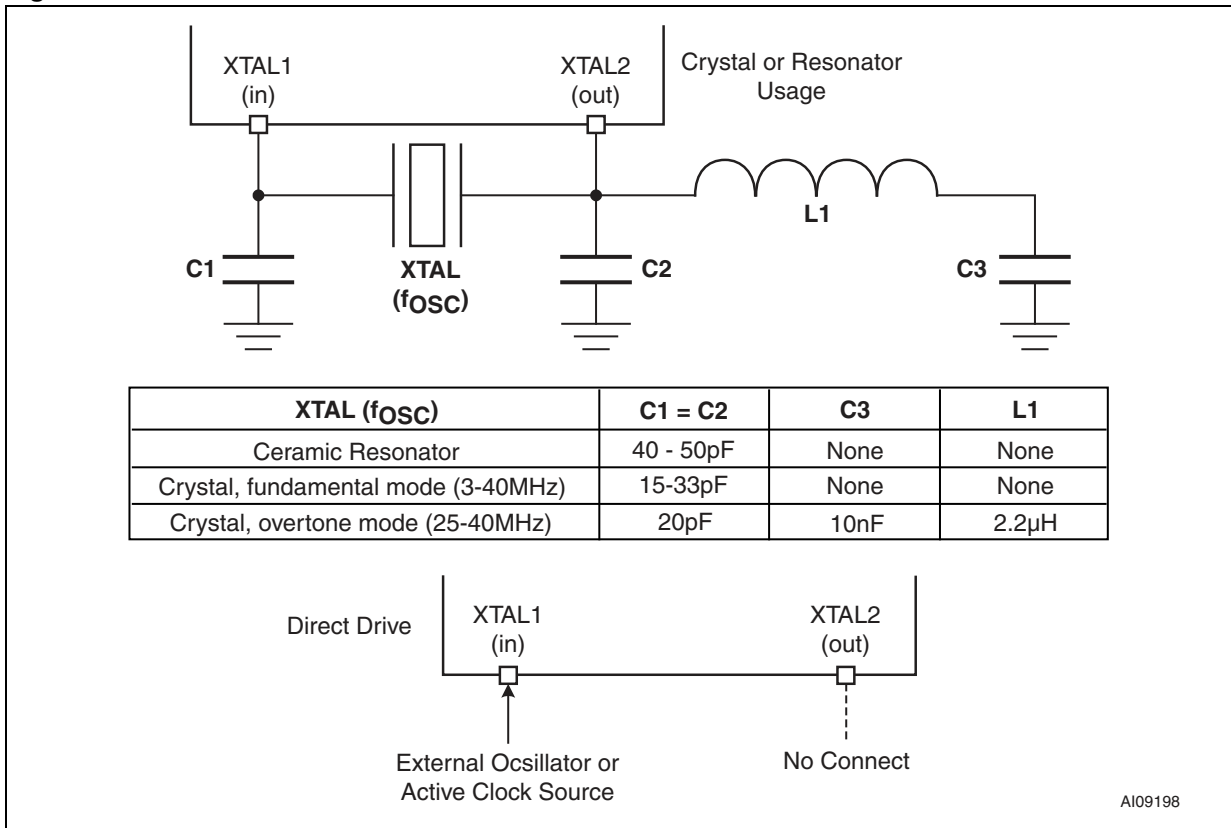 XTAL1
(in)
XTAL2
(out)
Crystal or Resonator
Usage
L1
C1
XTAL
(fOSC)
C2
C3
XTAL (fOSC) C1 = C2 C3 L1
Ceramic Resonator 40 - 50pF None None
Crystal, fundamental mode (3-40MHz) 15-33pF None None
Crystal, overtone mode (25-40MHz) 20pF 10nF 2.2µH
Direct Drive
XTAL1
(in)
XTAL2
(out)
External Ocsillator or
Active Clock Source
No Connect
AI09198